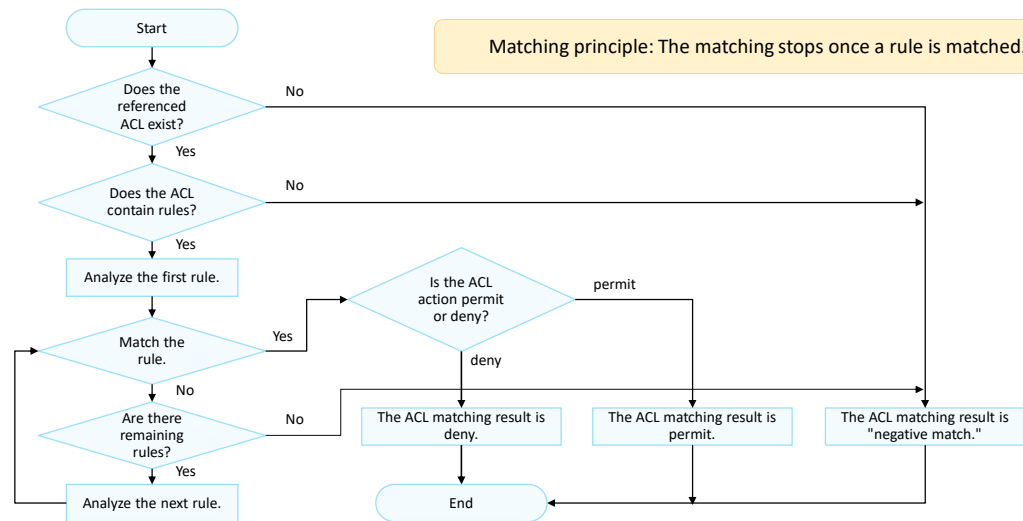 Start
Matching principle: The matching stops once a rule is matched.
Does the
referenced
ACL exist?
No
Yes
Does the ACL
contain rules?
No
Yes
Analyze the first rule.
Is the ACL
action permit
or deny?
permit
deny
Match the
rule.
Yes
No
Are there
remaining
rules?
No
Yes
The ACL matching result is
deny.
The ACL matching result is
permit.
The ACL matching result is
"negative match."
Analyze the next rule.
End